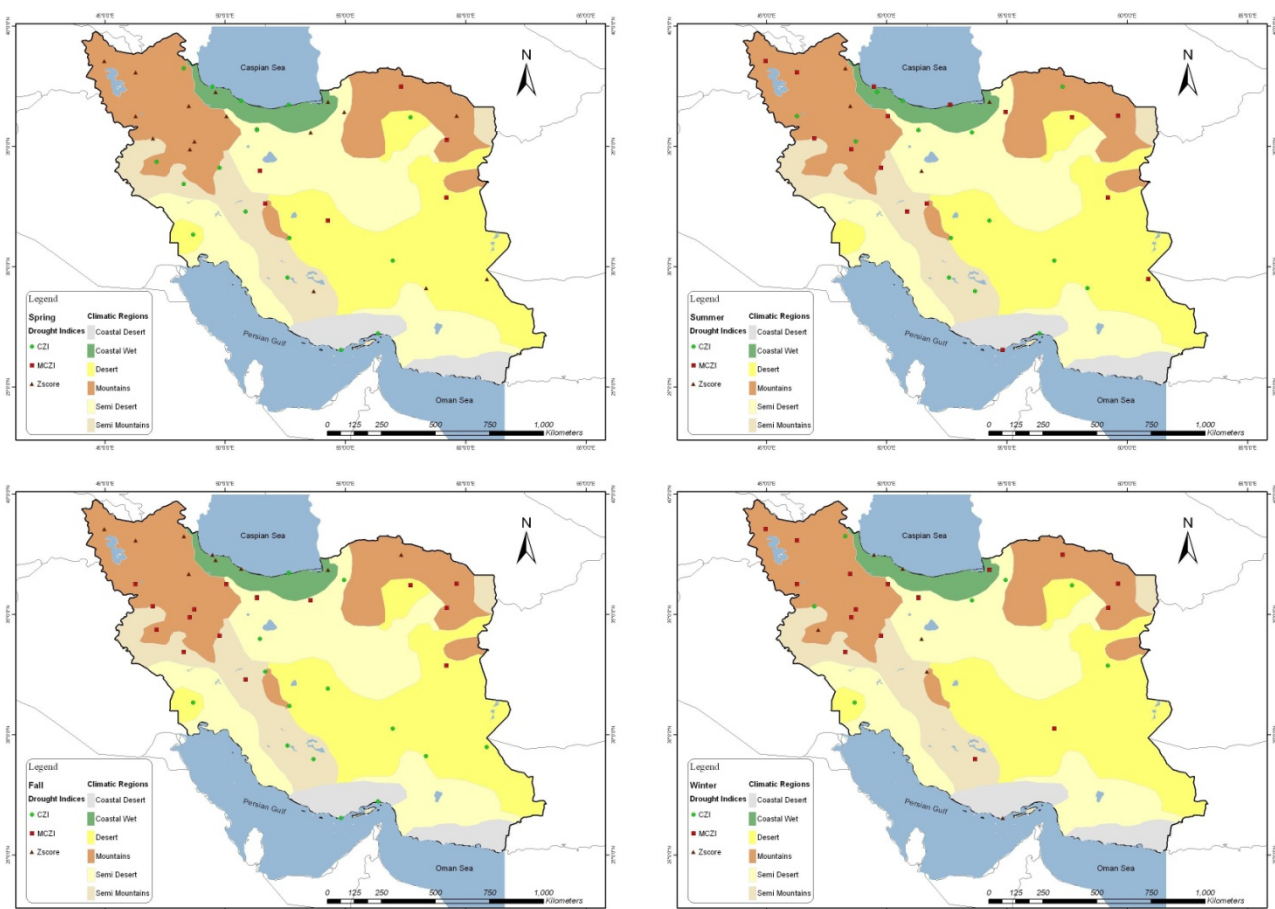 Caspian Sea
N
Persian Gulf
Oman Sea
Legend
Spring
Drought Indices
CZI
MCZI
Zscore
Climatic Regions
Coastal Desert
Coastal Wet
Desert
Mountains
Semi Desert
Semi Mountains
0 125 250 500 750 1,000
Kilometers
Caspian Sea
N
Persian Gulf
Oman Sea
Legend
Summer
Drought Indices
CZI
MCZI
Zscore
Climatic Regions
Coastal Desert
Coastal Wet
Desert
Mountains
Semi Desert
Semi Mountains
0 125 250 500 750 1,000
Kilometers
Caspian Sea
N
Persian Gulf
Oman Sea
Legend
Fall
Drought Indices
CZI
MCZI
Zscore
Climatic Regions
Coastal Desert
Coastal Wet
Desert
Mountains
Semi Desert
Semi Mountains
0 125 250 500 750 1,000
Kilometers
Caspian Sea
N
Persian Gulf
Oman Sea
Legend
Winter
Drought Indices
CZI
MCZI
Zscore
Climatic Regions
Coastal Desert
Coastal Wet
Desert
Mountains
Semi Desert
Semi Mountains
0 125 250 500 750 1,000
Kilometers